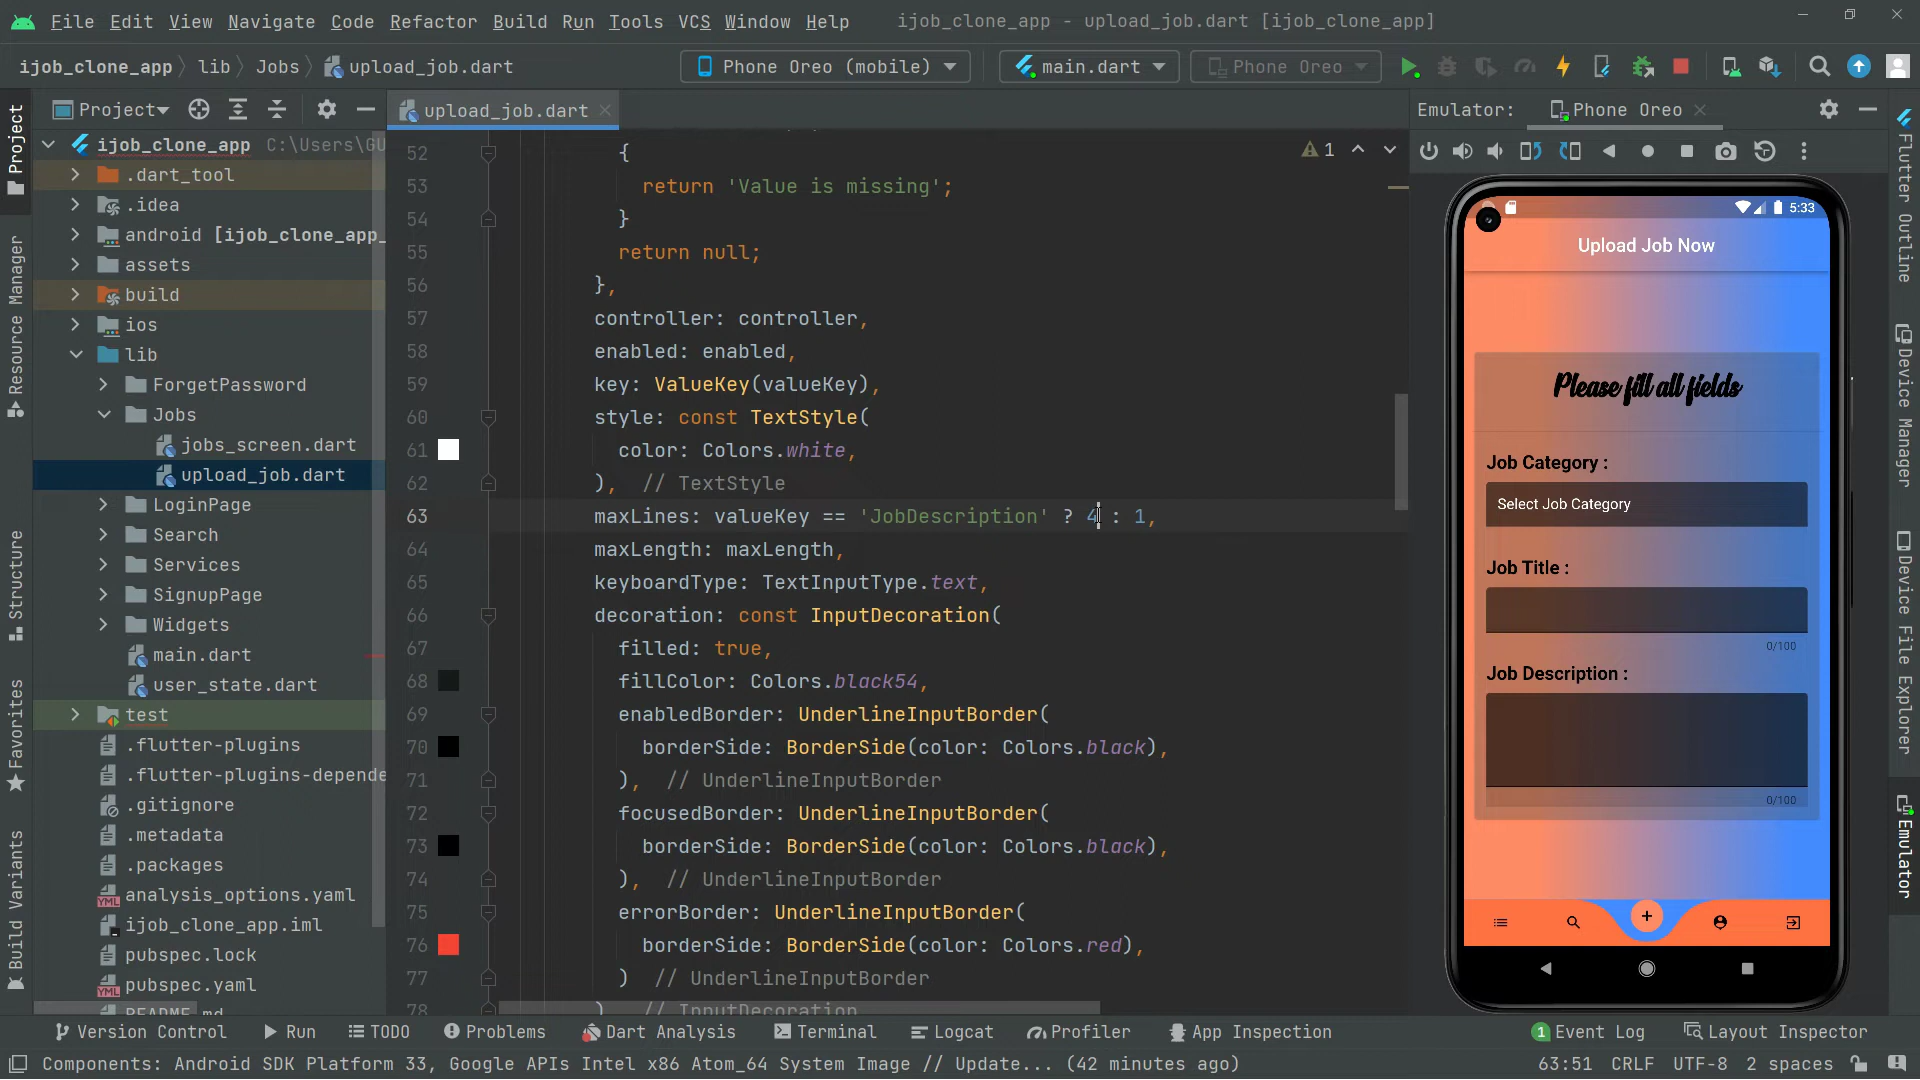 File Edit View Navigate Code Refactor Build Run Tools VCS Window Help ijob_clone_app - upload_job.dart [ijob_clone_app]
ijob_clone_app lib Jobs upload_job.dart Phone Oreo (mobile) main.dart Phone Oreo
Project upload_job.dart Emulator: Phone Oreo
ijob_clone_app C:\Users\GU
.dart_tool
.idea
android [ijob_clone_app_
assets
build
ios
lib
ForgetPassword
Jobs
jobs_screen.dart
upload_job.dart
LoginPage
Search
Services
SignupPage
Widgets
main.dart
user_state.dart
test
.flutter-plugins
.flutter-plugins-depende
.gitignore
.metadata
.packages
analysis_options.yaml
ijob_clone_app.iml
pubspec.lock
pubspec.yaml
README.md
Project
Resource Manager
Structure
Favorites
Build Variants
1
52 {
53 return 'Value is missing';
54 }
55 return null;
56 },
57 controller: controller,
58 enabled: enabled,
59 key: ValueKey(valueKey),
60 style: const TextStyle(
61 color: Colors.white,
62 ), // TextStyle
63 maxLines: valueKey == 'JobDescription' ? 4 : 1,
64 maxLength: maxLength,
65 keyboardType: TextInputType.text,
66 decoration: const InputDecoration(
67 filled: true,
68 fillColor: Colors.black54,
69 enabledBorder: UnderlineInputBorder(
70 borderSide: BorderSide(color: Colors.black),
71 ), // UnderlineInputBorder
72 focusedBorder: UnderlineInputBorder(
73 borderSide: BorderSide(color: Colors.black),
74 ), // UnderlineInputBorder
75 errorBorder: UnderlineInputBorder(
76 borderSide: BorderSide(color: Colors.red),
77 ) // UnderlineInputBorder
78 ) // InputDecoration
5:33
Upload Job Now
Please fill all fields
Job Category :
Select Job Category
Job Title :
0/100
Job Description :
0/100
Flutter Outline
Device Manager
Device File Explorer
Emulator
Version Control Run TODO Problems Dart Analysis Terminal Logcat Profiler App Inspection 1 Event Log Layout Inspector
Components: Android SDK Platform 33, Google APIs Intel x86 Atom_64 System Image // Update... (42 minutes ago) 63:51 CRLF UTF-8 2 spaces